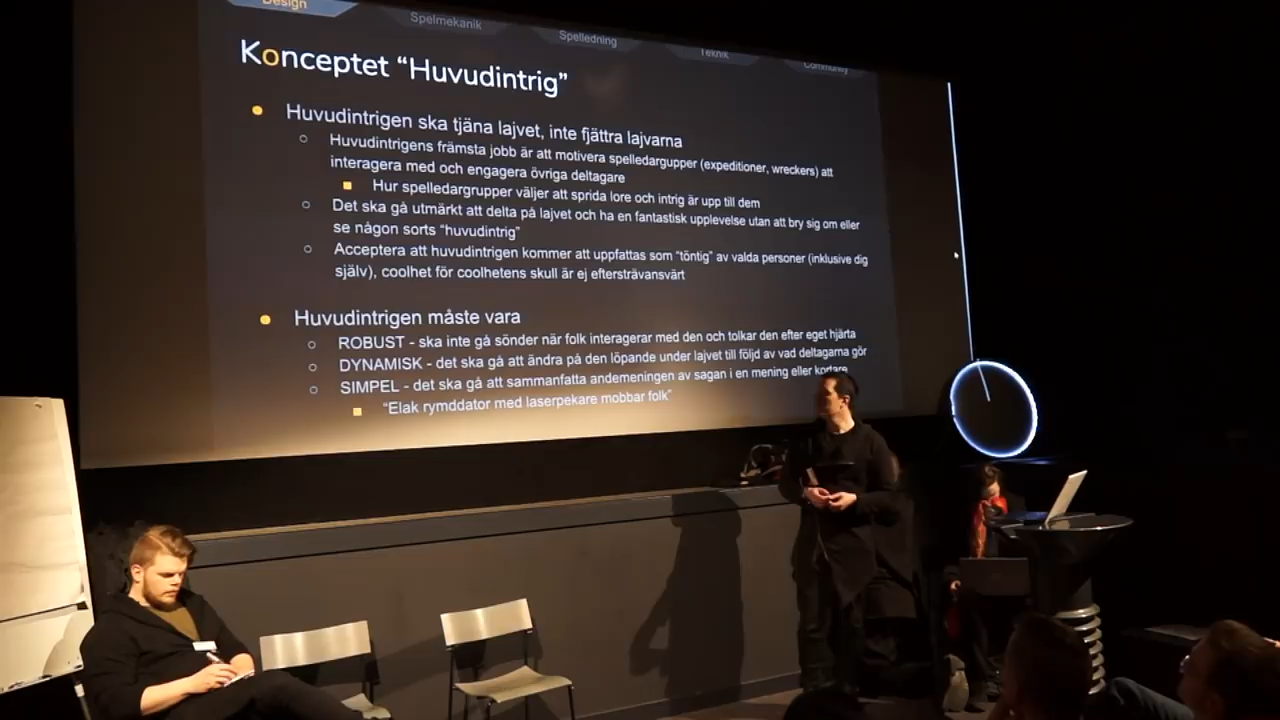 Design
Spelmekanik
Spelledning
Teknik
Community
Konceptet “Huvudintrig”
Huvudintrigen ska tjäna lajvet, inte fjättra lajvarna
Huvudintrigens främsta jobb är att motivera spelledargupper (expeditioner, wreckers) att
interagera med och engagera övriga deltagare
Hur spelledargrupper väljer att sprida lore och intrig är upp till dem
Det ska gå utmärkt att delta på lajvet och ha en fantastisk upplevelse utan att bry sig om eller
se någon sorts “huvudintrig”
Acceptera att huvudintrigen kommer att uppfattas som “töntig” av valda personer (inklusive dig
själv), coolhet för coolhetens skull är ej eftersträvansvärt
Huvudintrigen måste vara
ROBUST - ska inte gå sönder när folk interagerar med den och tolkar den efter eget hjärta
DYNAMISK - det ska gå att ändra på den löpande under lajvet till följd av vad deltagarna gör
SIMPEL - det ska gå att sammanfatta andemeningen av sagan i en mening eller kortare
“Elak rymddator med laserpekare mobbar folk”